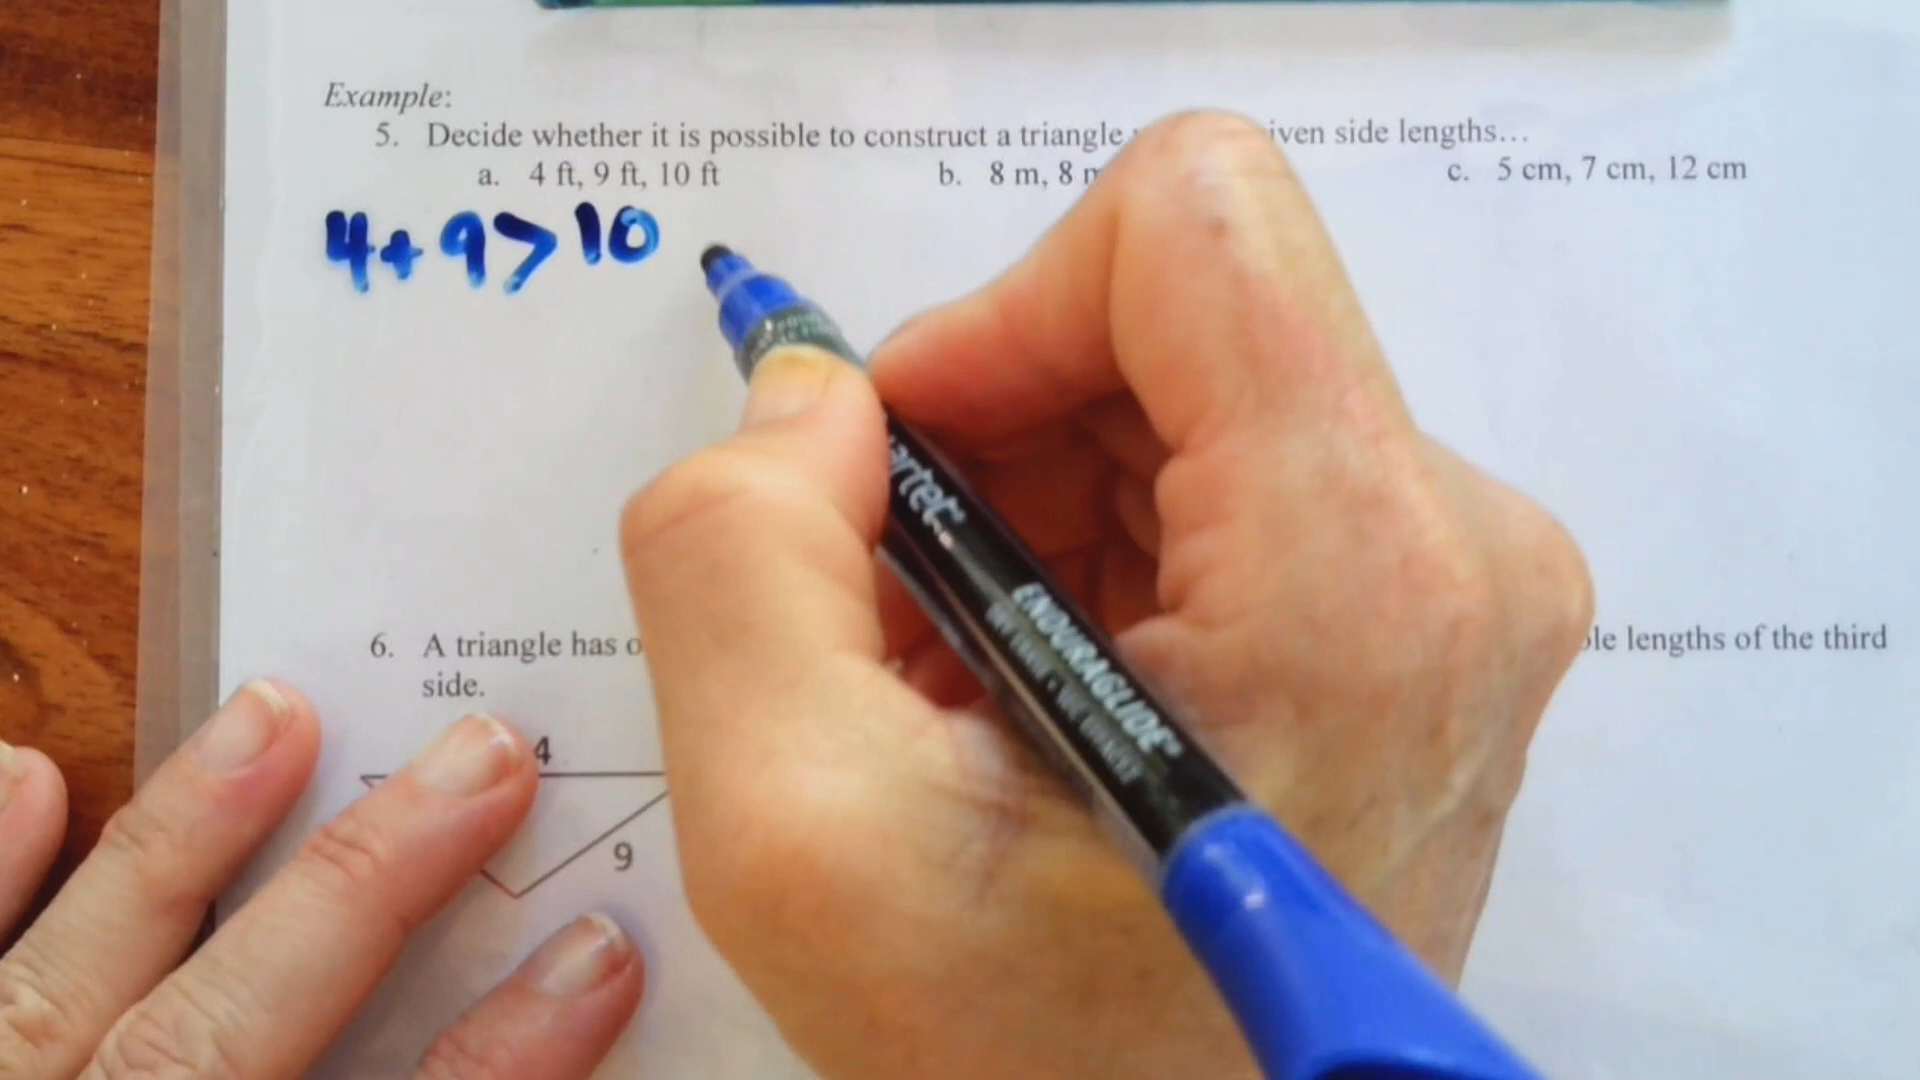 Example:
5. Decide whether it is possible to construct a triangle iven side lengths...
a. 4 ft, 9 ft, 10 ft b. 8 m, 8 c. 5 cm, 7 cm, 12 cm
4+9>10
6. A triangle has lengths of the third
side.
4
9
ENDURAGLIDE